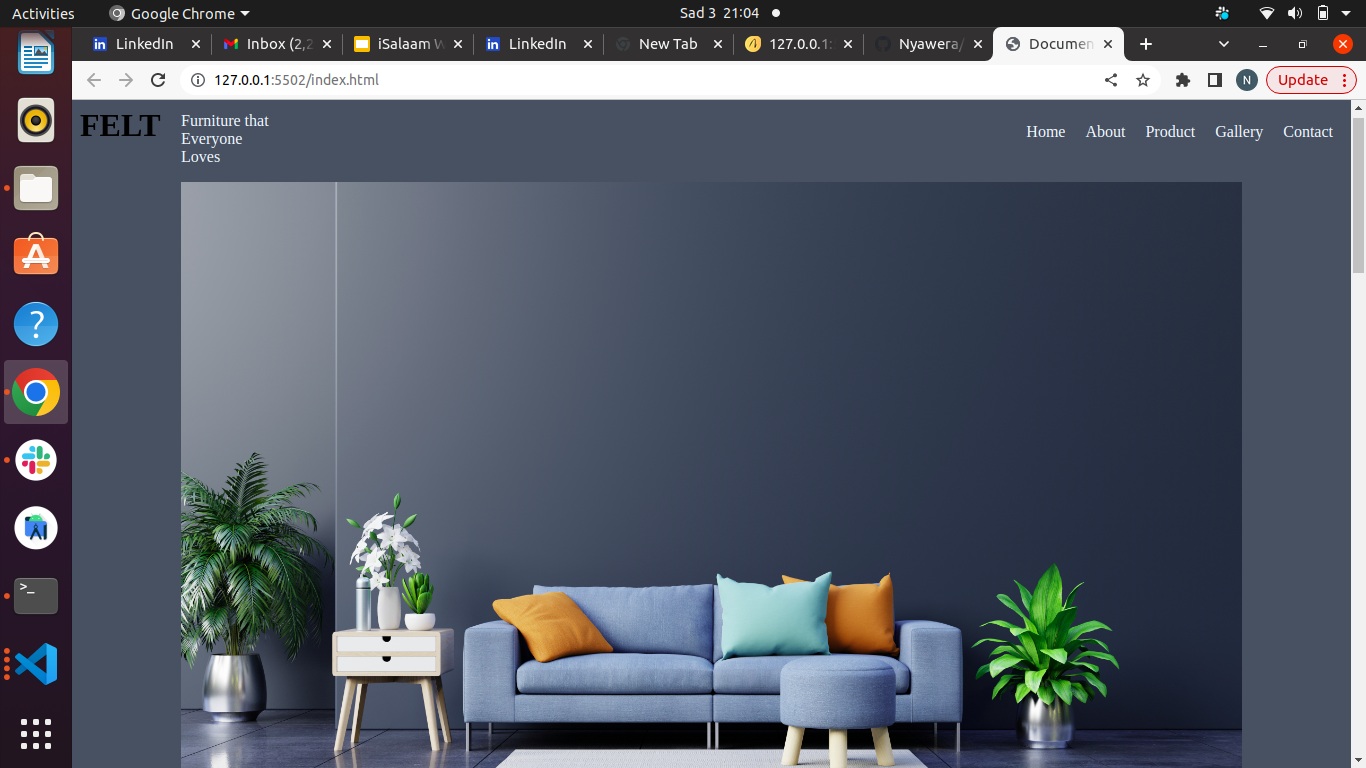 Activities
Google Chrome
Sad 3 21:04
LinkedIn
Inbox (2,2
iSalaam W
LinkedIn
New Tab
127.0.0.1:
Nyawera/
Documen
127.0.0.1:5502/index.html
N
Update
FELT
Furniture that
Everyone
Loves
Home
About
Product
Gallery
Contact